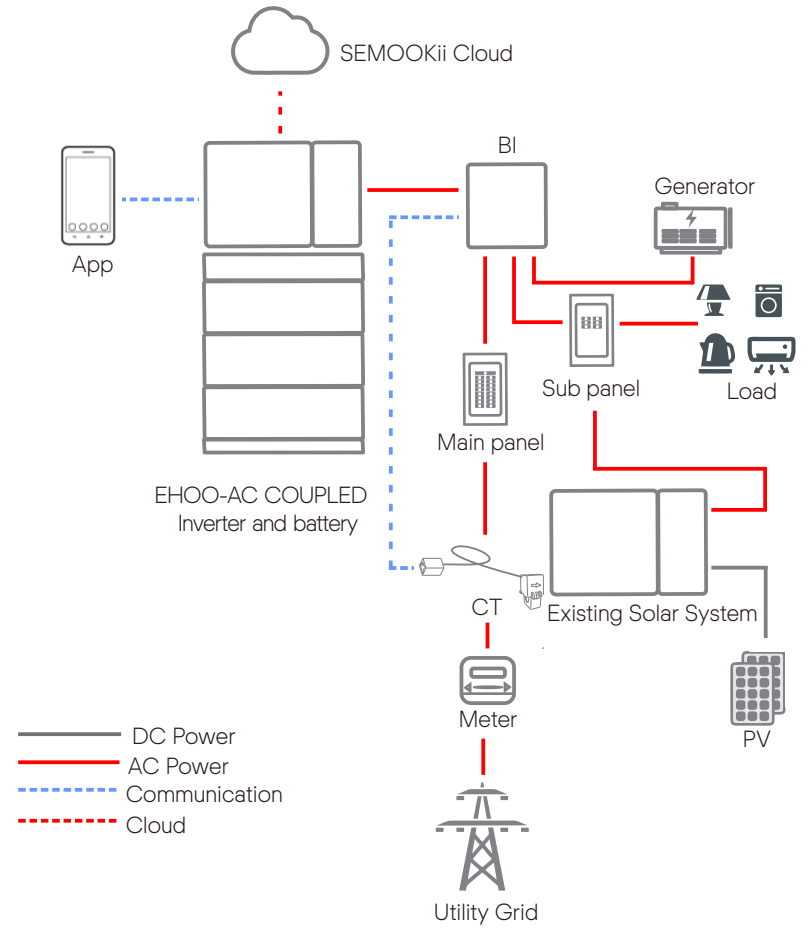 SEMOOKii Cloud
BI
Generator
App
Sub panel
Load
Main panel
EHOO-AC COUPLED
Inverter and battery
CT
Existing Solar System
Meter
PV
DC Power
AC Power
Communication
Cloud
Utility Grid